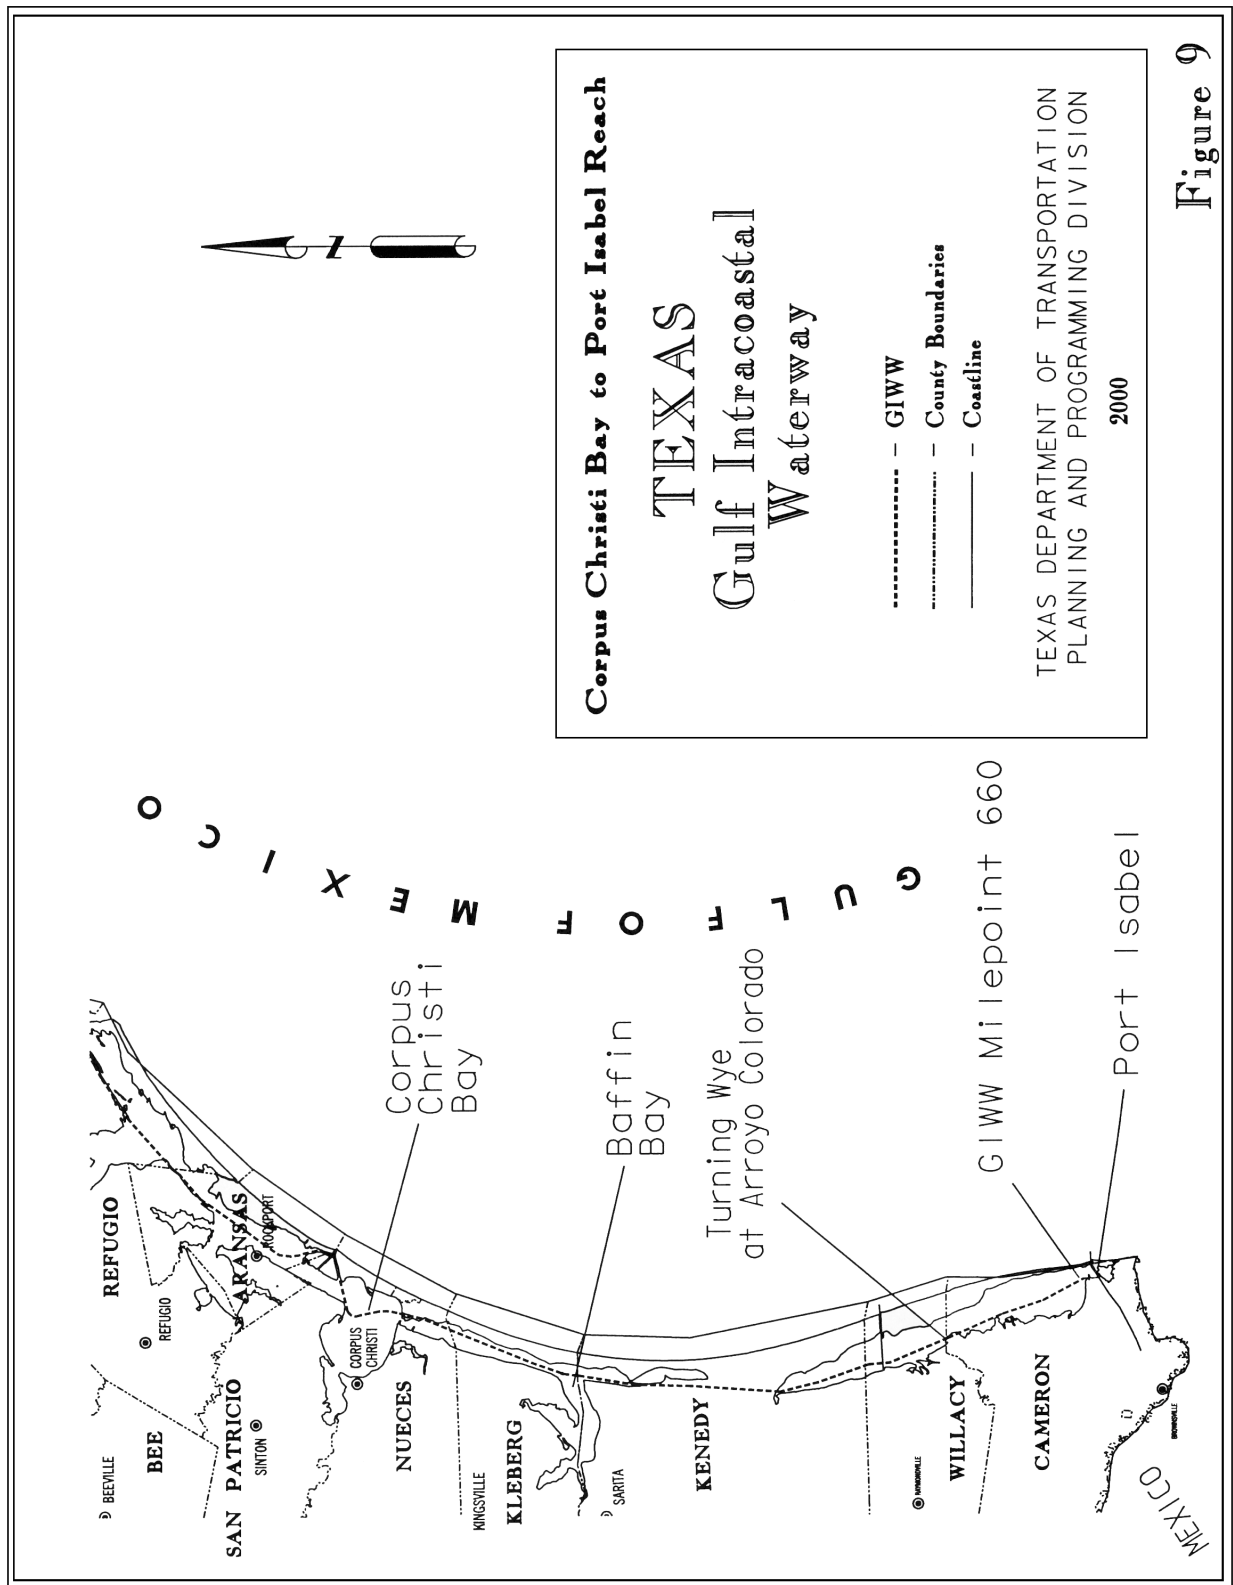 Figure 9
Corpus Christi Bay to Port Isabel Reach
TEXAS
Gulf Intracoastal
Waterway
– GIWW
– County Boundaries
– Coastline
TEXAS DEPARTMENT OF TRANSPORTATION
PLANNING AND PROGRAMMING DIVISION
2000
N
GULF OF MEXICO
Corpus
Christi
Bay
Baffin
Bay
Turning Wye
at Arroyo Colorado
GIWW Milepoint 660
Port Isabel
REFUGIO
REFUGIO
ARANSAS
ROCKPORT
BEEVILLE
BEE
SAN PATRICIO
SINTON
CORPUS
CHRISTI
NUECES
KINGSVILLE
KLEBERG
SARITA
KENEDY
RAYMONDVILLE
WILLACY
CAMERON
BROWNSVILLE
MEXICO